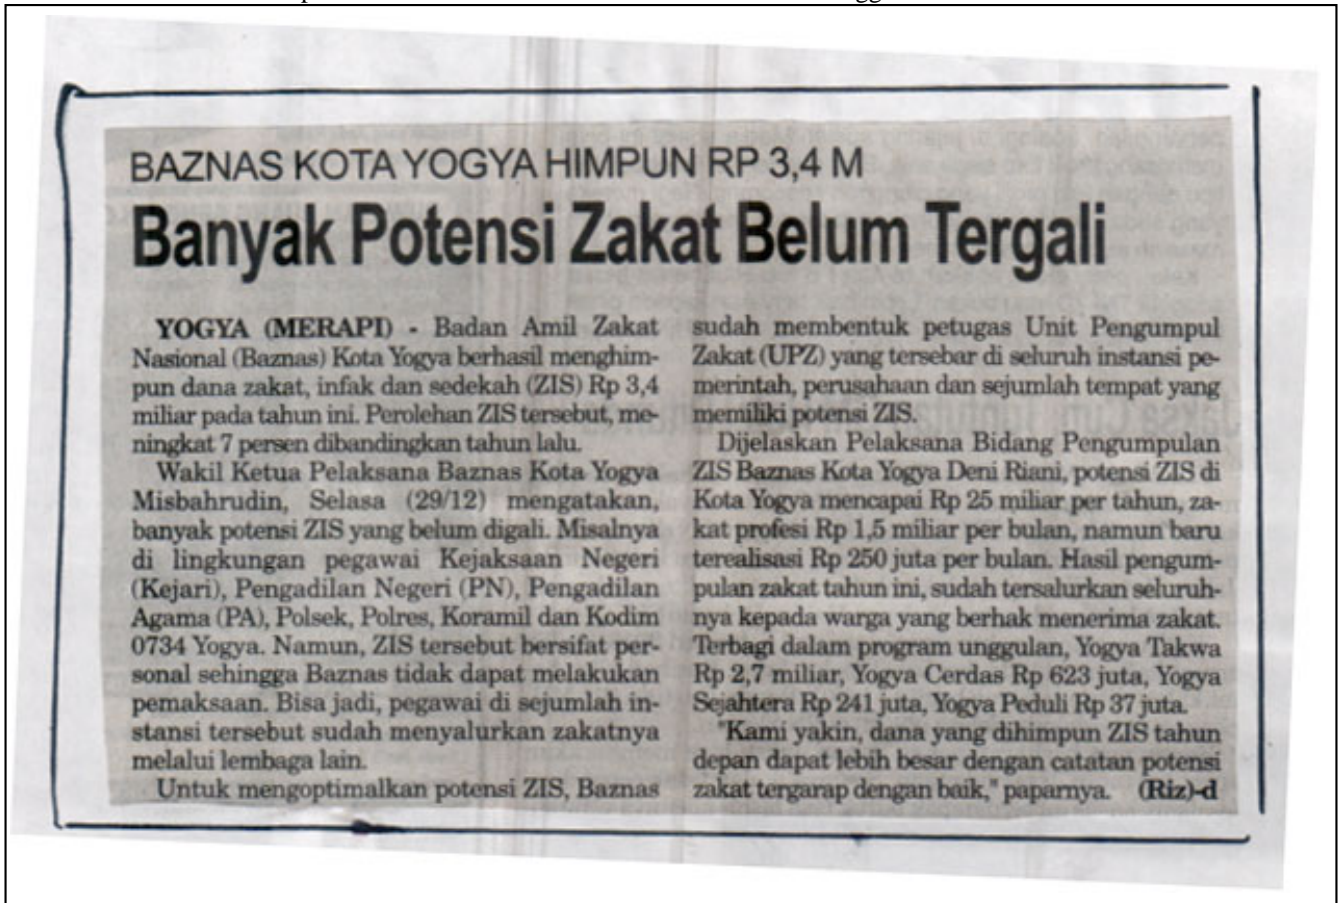 BAZNAS KOTA YOGYA HIMPUN RP 3,4 M
Banyak Potensi Zakat Belum Tergali
YOGYA (MERAPI) - Badan Amil Zakat
Nasional (Baznas) Kota Yogya berhasil menghim-
pun dana zakat, infak dan sedekah (ZIS) Rp 3,4
miliar pada tahun ini. Perolehan ZIS tersebut, me-
ningkat 7 persen dibandingkan tahun lalu.
Wakil Ketua Pelaksana Baznas Kota Yogya
Misbahrudin, Selasa (29/12) mengatakan,
banyak potensi ZIS yang belum digali. Misalnya
di lingkungan pegawai Kejaksaan Negeri
(Kejari), Pengadilan Negeri (PN), Pengadilan
Agama (PA), Polsek, Polres, Koramil dan Kodim
0734 Yogya. Namun, ZIS tersebut bersifat per-
sonal sehingga Baznas tidak dapat melakukan
pemaksaan. Bisa jadi, pegawai di sejumlah in-
stansi tersebut sudah menyalurkan zakatnya
melalui lembaga lain.
Untuk mengoptimalkan potensi ZIS, Baznas
sudah membentuk petugas Unit Pengumpul
Zakat (UPZ) yang tersebar di seluruh instansi pe-
merintah, perusahaan dan sejumlah tempat yang
memiliki potensi ZIS.
Dijelaskan Pelaksana Bidang Pengumpulan
ZIS Baznas Kota Yogya Deni Riani, potensi ZIS di
Kota Yogya mencapai Rp 25 miliar per tahun, za-
kat profesi Rp 1,5 miliar per bulan, namun baru
terealisasi Rp 250 juta per bulan. Hasil pengum-
pulan zakat tahun ini, sudah tersalurkan seluruh-
nya kepada warga yang berhak menerima zakat.
Terbagi dalam program unggulan, Yogya Takwa
Rp 2,7 miliar, Yogya Cerdas Rp 623 juta, Yogya
Sejahtera Rp 241 juta, Yogya Peduli Rp 37 juta.
"Kami yakin, dana yang dihimpun ZIS tahun
depan dapat lebih besar dengan catatan potensi
zakat tergarap dengan baik," paparnya. (Riz)-d